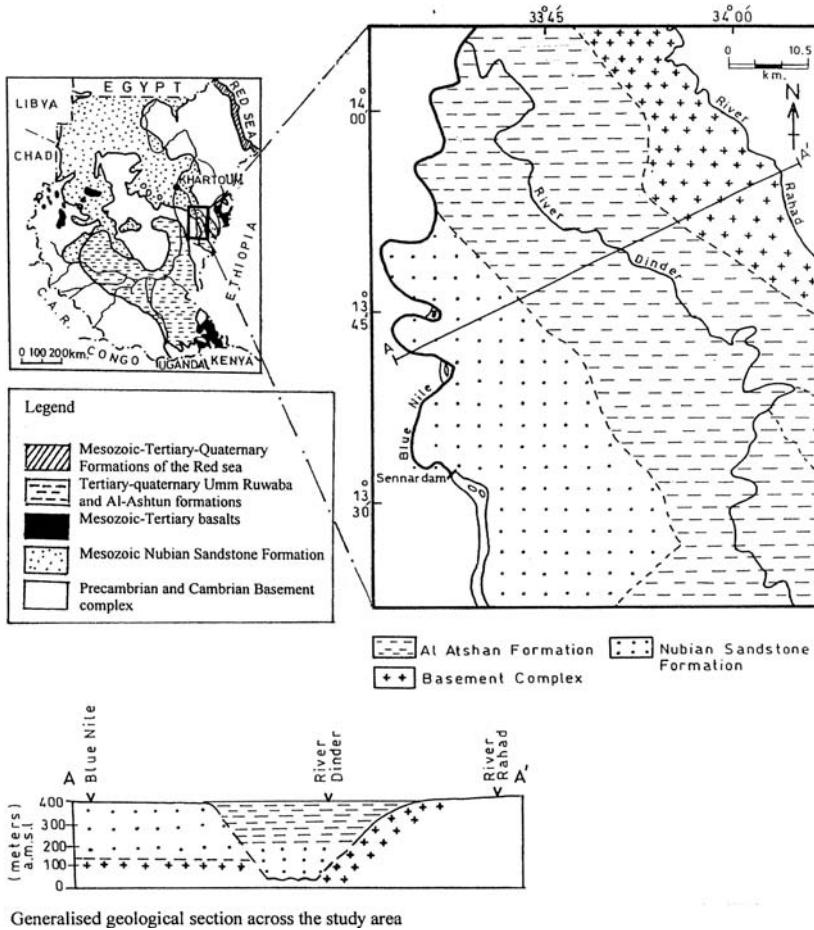 EGYPT
LIBYA
RED SEA
CHADI
KHARTOUM
ETHIOPIA
C.A.R.
0 100 200km.
CONGO
UGANDA
KENYA
Legend
Mesozoic-Tertiary-Quaternary
Formations of the Red sea
Tertiary-quaternary Umm Ruwaba
and Al-Ashtun formations
Mesozoic-Tertiary basalts
Mesozoic Nubian Sandstone Formation
Precambrian and Cambrian Basement
complex
33°45
34°00
0 10.5
km.
N
14°00
13°45
13°30
River Rahad
River Dinder
Blue Nile
Sennardam
A
A-
Al Atshan Formation
Nubian Sandstone
Formation
Basement Complex
A
Blue Nile
River
Dinder
River
Rahad
A'
(meters)
a.m.s.l
400
300
200
100
0
Generalised geological section across the study area